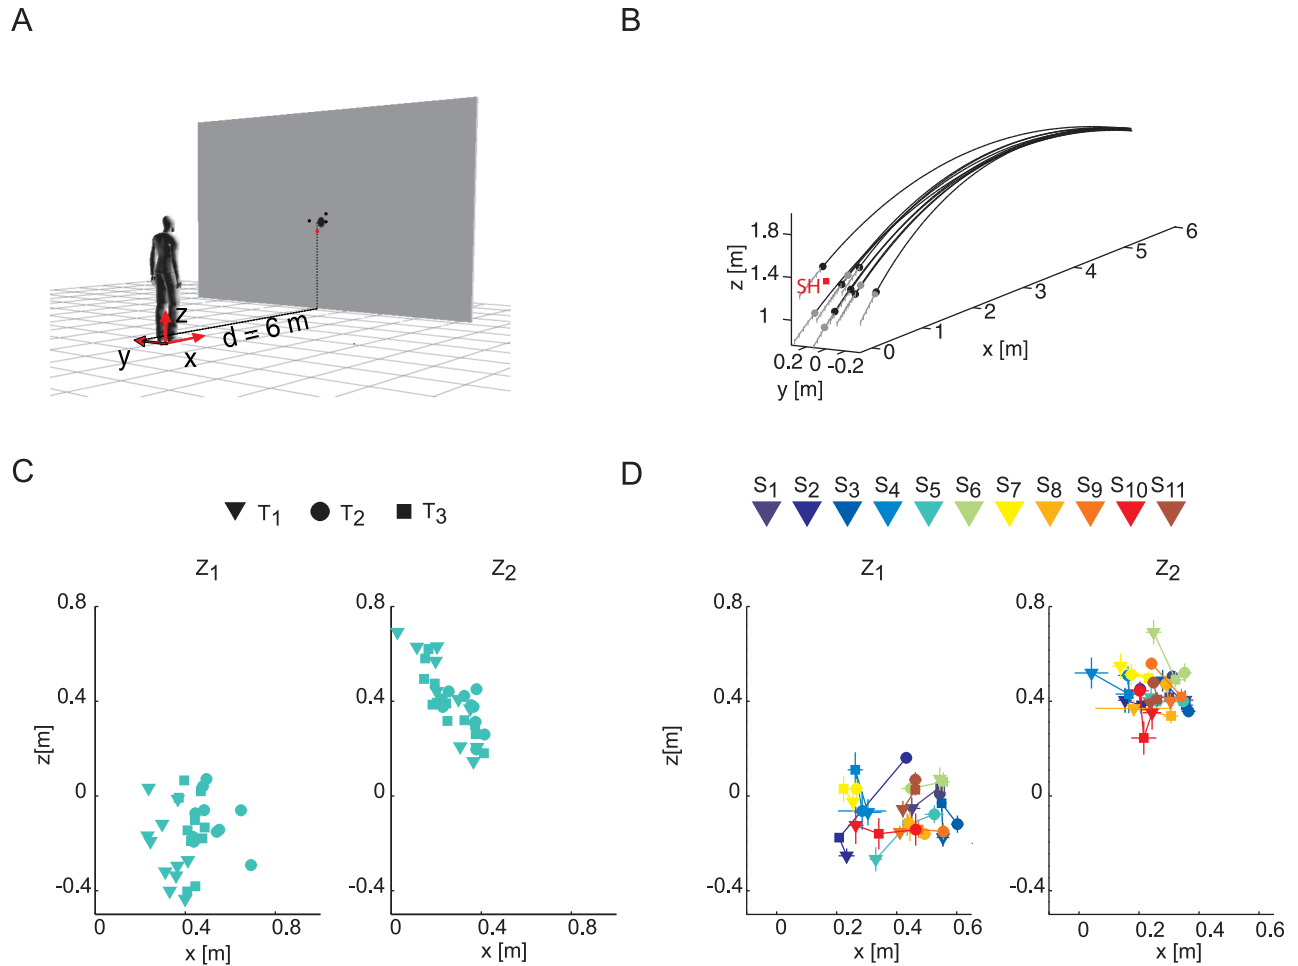 A
B
z
y
x
d = 6 m
1.8
1.4
1
z [m]
SH
0.2 0 -0.2
y [m]
0 1 2 3 4 5 6
x [m]
C
T1 T2 T3
Z1
Z2
0.8
0.4
0
-0.4
z[m]
0 0.4 0.8
x [m]
0.8
0.4
0
-0.4
0 0.4 0.8
x [m]
D
S1 S2 S3 S4 S5 S6 S7 S8 S9 S10 S11
Z1
Z2
0.8
0.4
0
-0.4
z[m]
0 0.2 0.4 0.6
x [m]
0.8
0.4
0
-0.4
0 0.2 0.4 0.6
x [m]